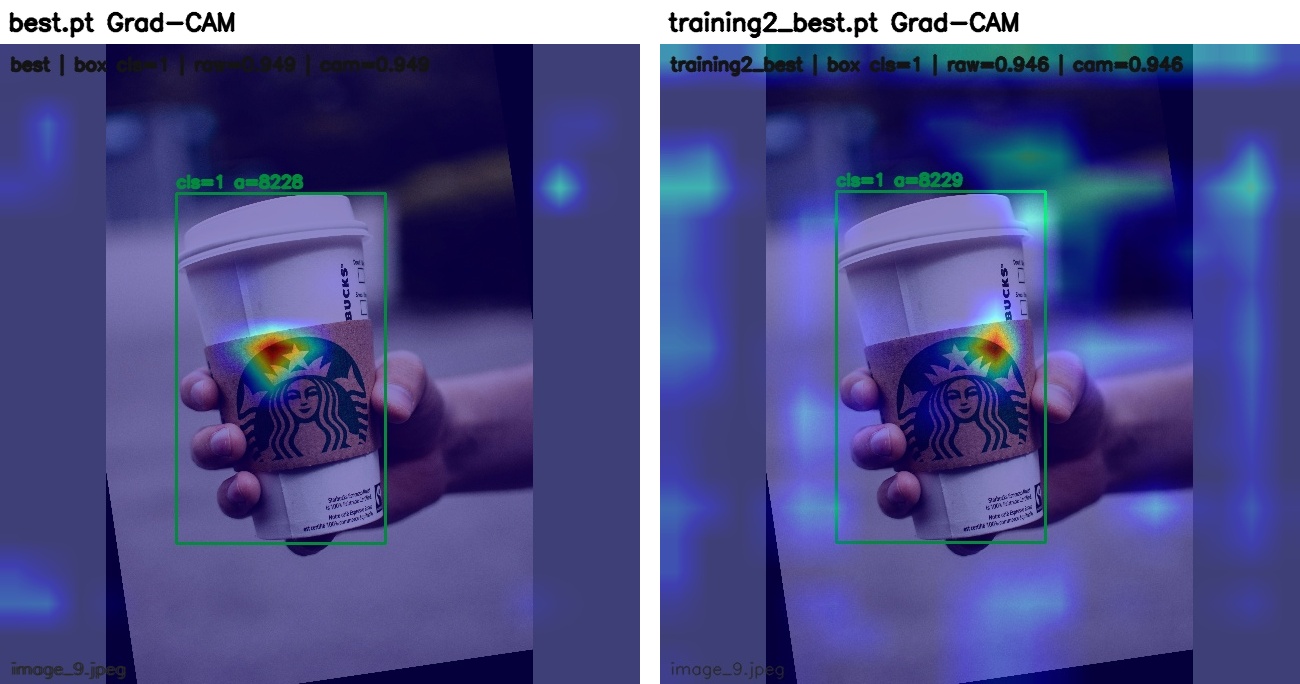 best.pt Grad-CAM
training2_best.pt Grad-CAM
best | box cls=1 | raw=0.949 | cam=0.949
training2_best | box cls=1 | raw=0.946 | cam=0.946
cls=1 a=8228
cls=1 a=8229
BUCKS
BUCKS
image_9.jpeg
image_9.jpeg